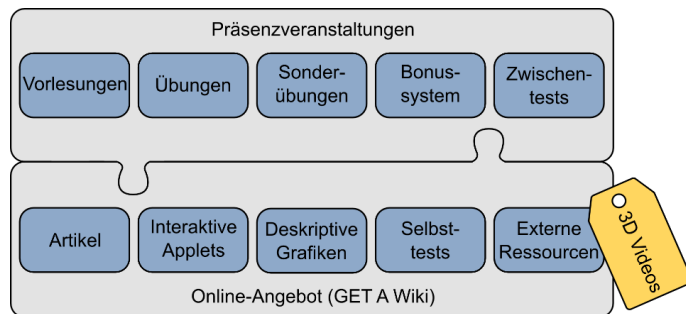 Präsenzveranstaltungen
Vorlesungen
Übungen
Sonder-
übungen
Bonus-
system
Zwischen-
tests
Artikel
Interaktive
Applets
Deskriptive
Grafiken
Selbst-
tests
Externe
Ressourcen
3D Videos
Online-Angebot (GET A Wiki)